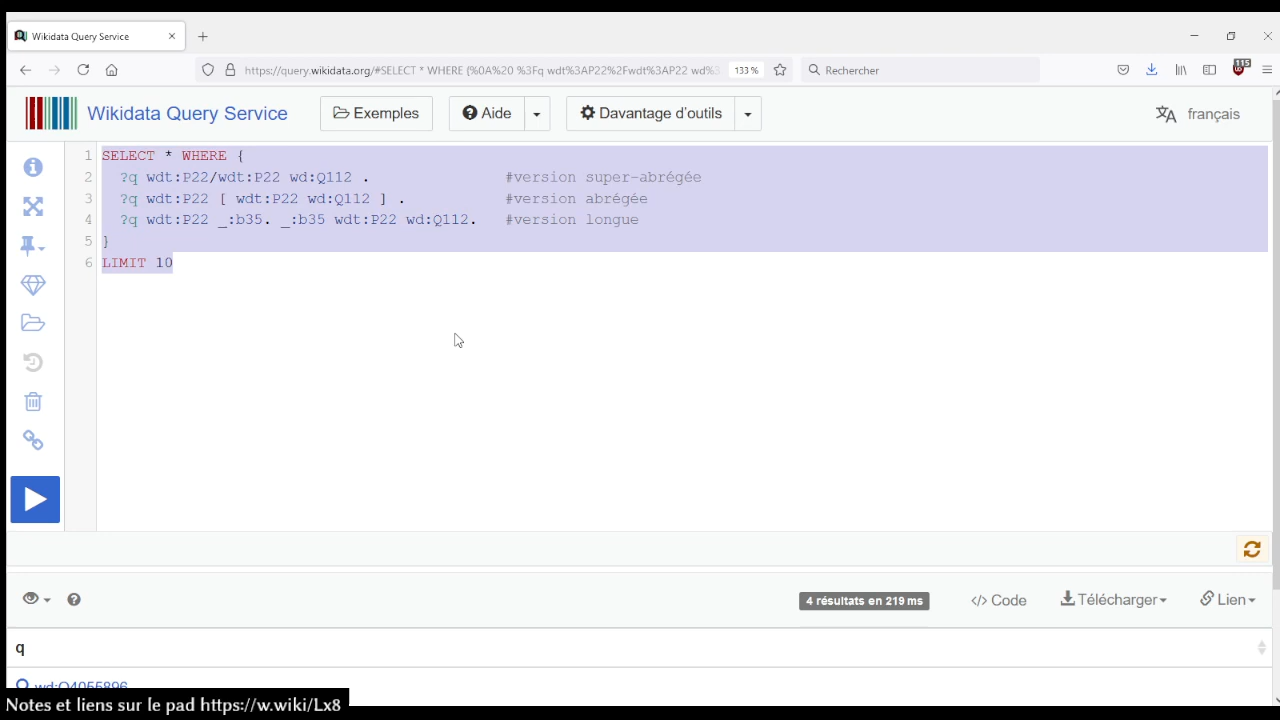 Wikidata Query Service
https://query.wikidata.org/#SELECT * WHERE {%0A%20 %3Fq wdt%3AP22%2Fwdt%3AP22 wd%3
133 %
Rechercher
115
Wikidata Query Service
Exemples
Aide
Davantage d'outils
français
1 SELECT * WHERE {
2 ?q wdt:P22/wdt:P22 wd:Q112 . #version super-abrégée
3 ?q wdt:P22 [ wdt:P22 wd:Q112 ] . #version abrégée
4 ?q wdt:P22 _:b35. _:b35 wdt:P22 wd:Q112. #version longue
5 }
6 LIMIT 10
4 résultats en 219 ms
</> Code
Télécharger
Lien
q
wd:Q4055896
Notes et liens sur le pad https://w.wiki/Lx8